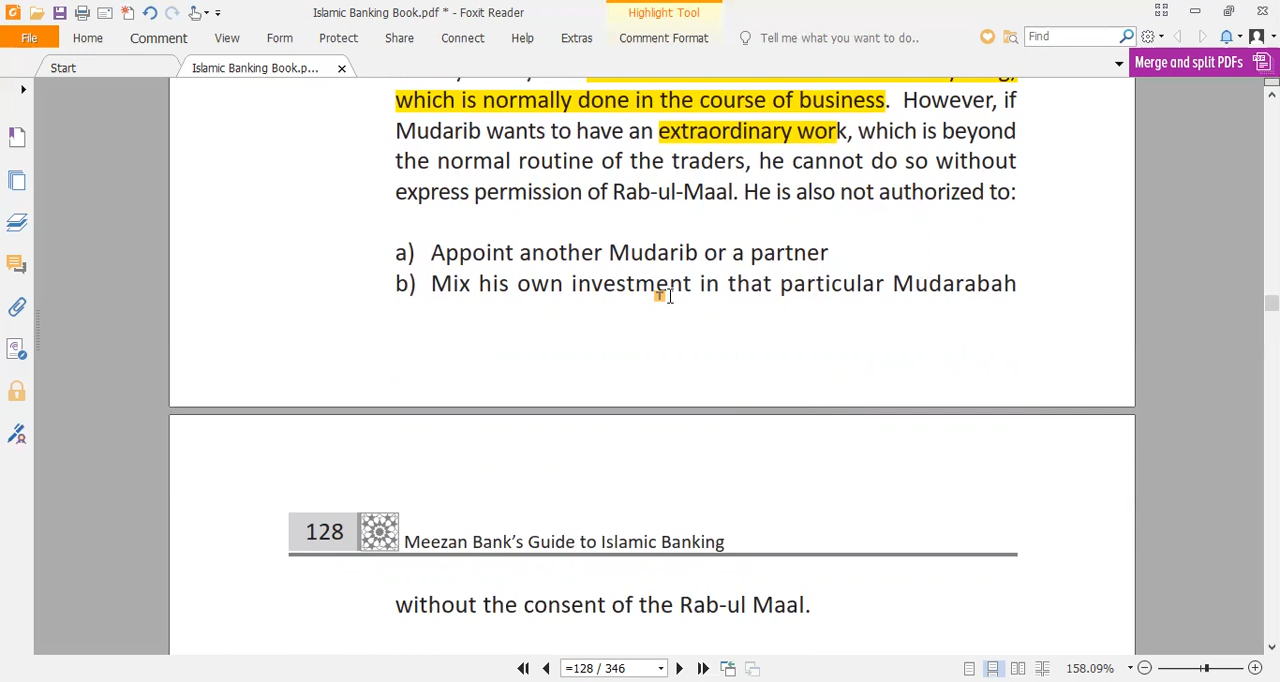 Islamic Banking Book.pdf * - Foxit Reader
Highlight Tool
File Home Comment View Form Protect Share Connect Help Extras Comment Format Tell me what you want to do.. Find
Start Islamic Banking Book.p... Merge and split PDFs
which is normally done in the course of business. However, if
Mudarib wants to have an extraordinary work, which is beyond
the normal routine of the traders, he cannot do so without
express permission of Rab-ul-Maal. He is also not authorized to:
a) Appoint another Mudarib or a partner
b) Mix his own investment in that particular Mudarabah
128 Meezan Bank's Guide to Islamic Banking
without the consent of the Rab-ul Maal.
=128 / 346 158.09%